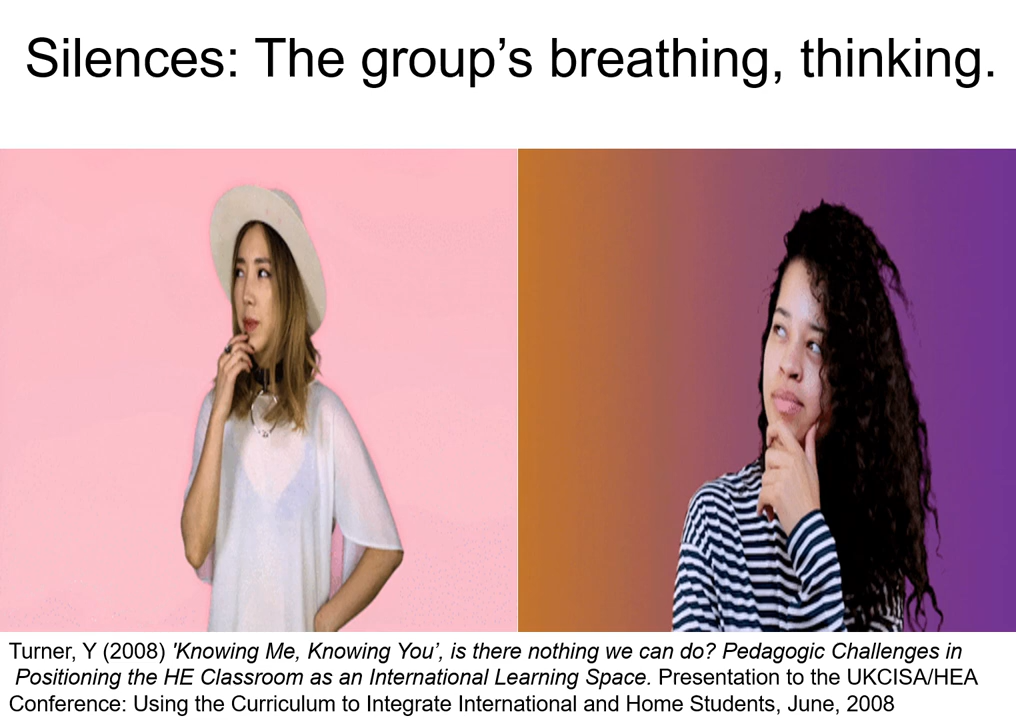 Silences: The group’s breathing, thinking.
Turner, Y (2008) 'Knowing Me, Knowing You’, is there nothing we can do? Pedagogic Challenges in
Positioning the HE Classroom as an International Learning Space. Presentation to the UKCISA/HEA
Conference: Using the Curriculum to Integrate International and Home Students, June, 2008